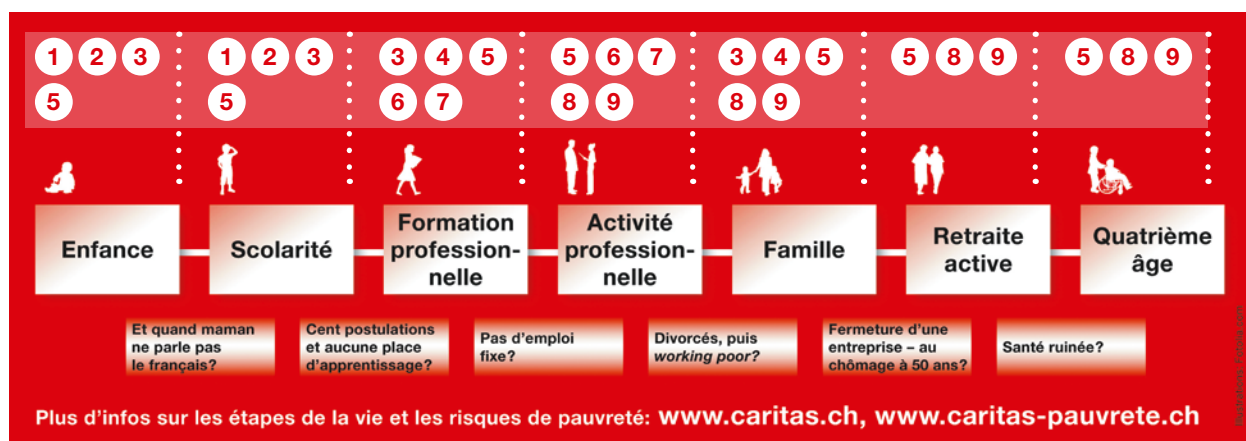 1 2 3
5
1 2 3
5
3 4 5
6 7
5 6 7
8 9
3 4 5
8 9
5 8 9
5 8 9
Enfance
Scolarité
Formation
profession-
nelle
Activité
profession-
nelle
Famille
Retraite
active
Quatrième
âge
Et quand maman
ne parle pas
le français?
Cent postulations
et aucune place
d’apprentissage?
Pas d’emploi
fixe?
Divorcés, puis
working poor?
Fermeture d’une
entreprise – au
chômage à 50 ans?
Santé ruinée?
Plus d’infos sur les étapes de la vie et les risques de pauvreté: www.caritas.ch, www.caritas-pauvrete.ch